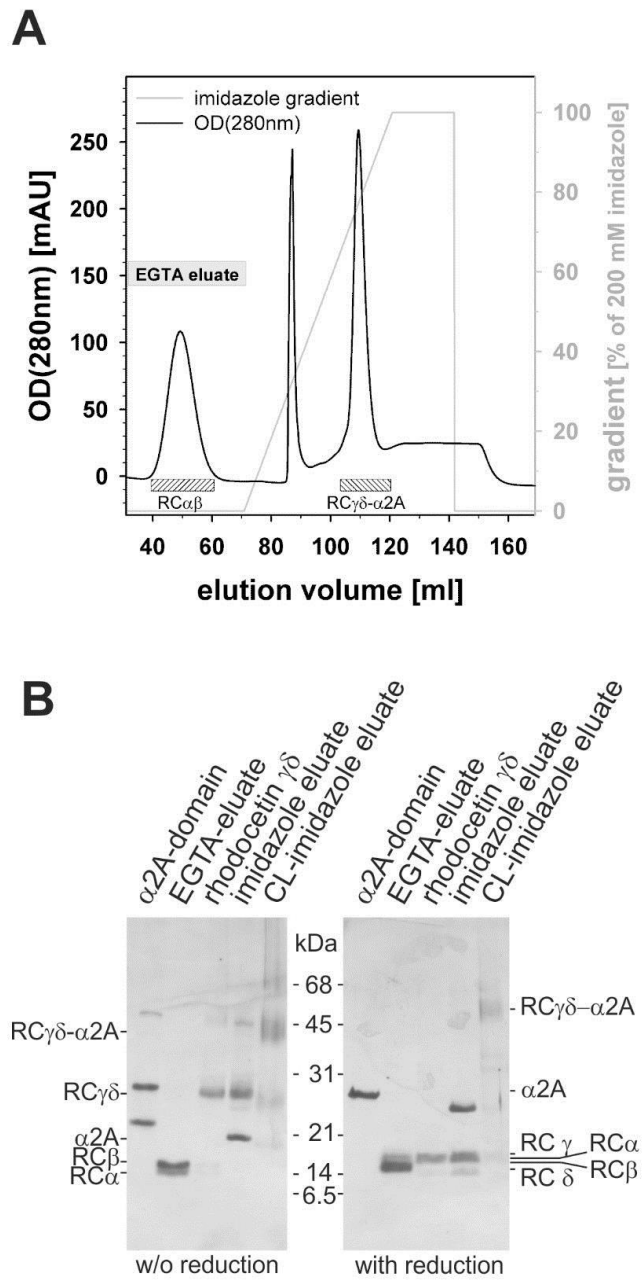 A
imidazole gradient
OD(280nm)
EGTA eluate
OD(280nm) [mAU]
250
200
150
100
50
0
100
80
60
40
20
0
gradient [% of 200 mM imidazole]
RCαβ
RCγδ-α2A
40 60 80 100 120 140 160
elution volume [ml]
B
α2A-domain
EGTA-eluate
rhodocetin γδ
imidazole eluate
CL-imidazole eluate
α2A-domain
EGTA-eluate
rhodocetin γδ
imidazole eluate
CL-imidazole eluate
kDa
- 68 -
- 45 -
- 31 -
- 21 -
- 14 -
6.5-
RCγδ-α2A-
RCγδ-
α2A-
RCβ
RCα
-RCγδ–α2A
- α2A
RC γ
RCα
RC δ
RCβ
w/o reduction
with reduction